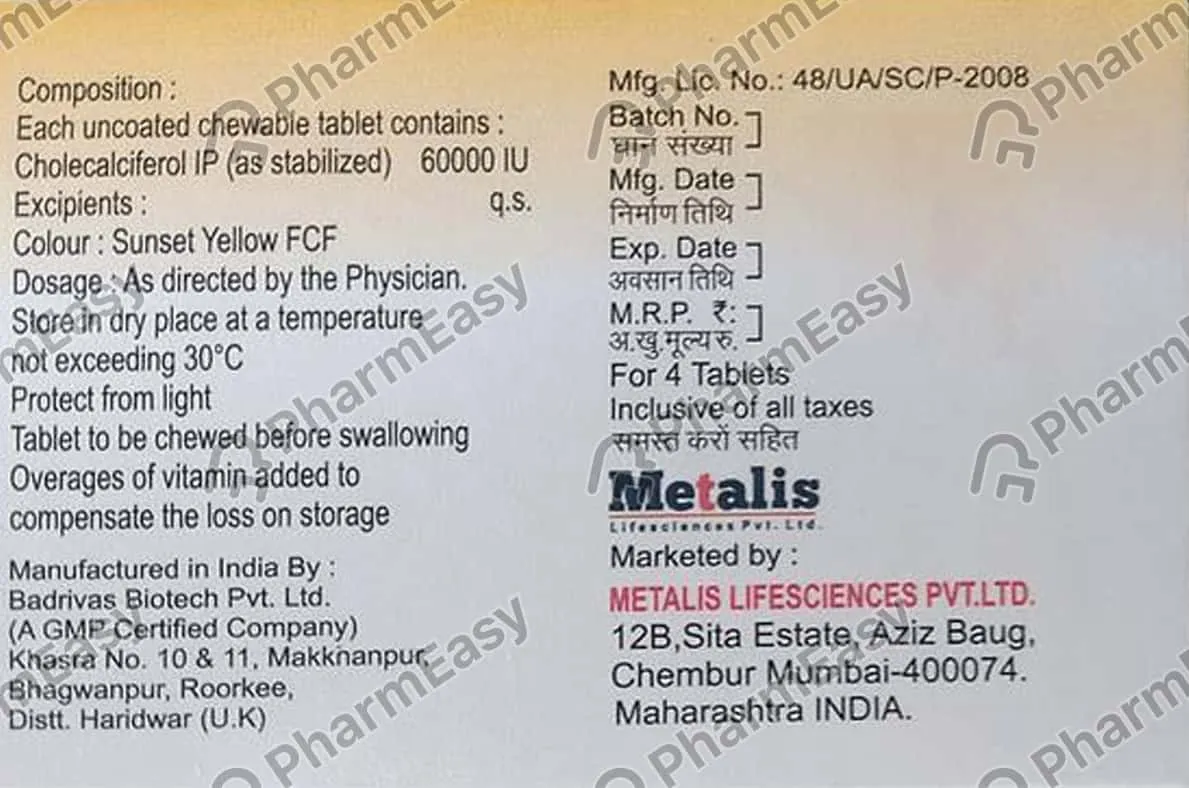 Composition :
Each uncoated chewable tablet contains :
Cholecalciferol IP (as stabilized) 60000 IU
Excipients : q.s.
Colour : Sunset Yellow FCF
Dosage : As directed by the Physician.
Store in dry place at a temperature
not exceeding 30°C
Protect from light
Tablet to be chewed before swallowing
Overages of vitamin added to
compensate the loss on storage
Manufactured in India By :
Badrivas Biotech Pvt. Ltd.
(A GMP Certified Company)
Khasra No. 10 & 11, Makknanpur,
Bhagwanpur, Roorkee,
Distt. Haridwar (U.K)
Mfg. Lic. No.: 48/UA/SC/P-2008
Batch No.
घान संख्या
Mfg. Date
निर्माण तिथि
Exp. Date
अवसान तिथि
M.R.P. ₹:
अ.खु.मूल्य रु.
For 4 Tablets
Inclusive of all taxes
समस्त करों सहित
Metalis
Lifesciences Pvt. Ltd.
Marketed by :
METALIS LIFESCIENCES PVT.LTD.
12B,Sita Estate, Aziz Baug,
Chembur Mumbai-400074.
Maharashtra INDIA.
PharmEasy